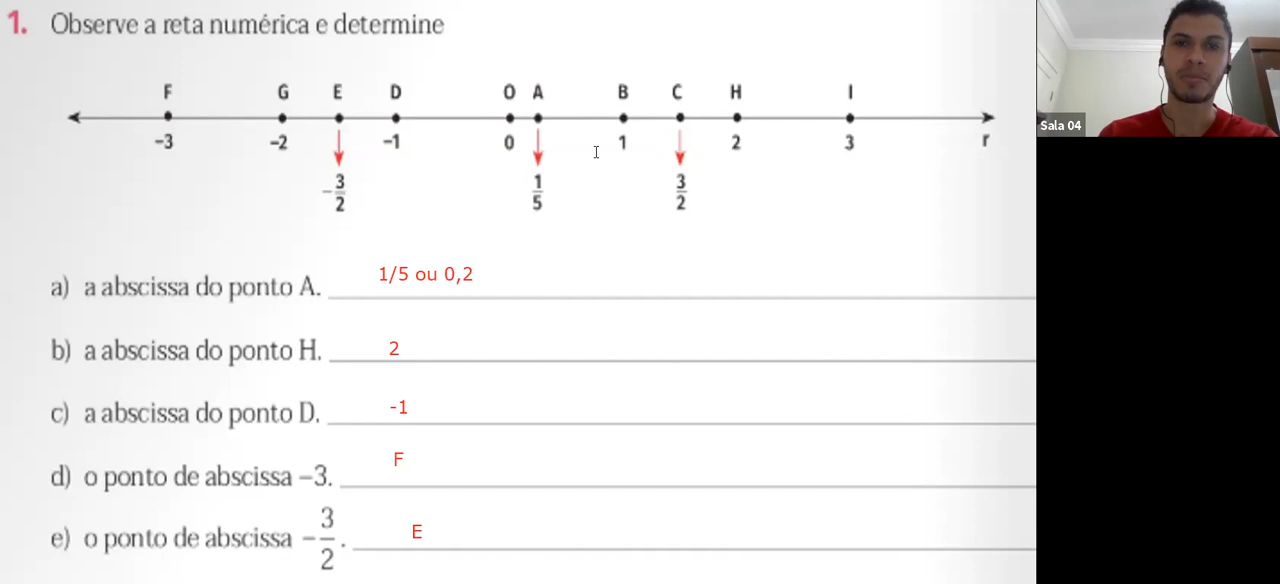 1. Observe a reta numérica e determine
F G E D O A B C H I
-3 -2 -1 0 1 2 3 r
-3/2 1/5 3/2
a) a abscissa do ponto A. 1/5 ou 0,2
b) a abscissa do ponto H. 2
c) a abscissa do ponto D. -1
d) o ponto de abscissa -3. F
e) o ponto de abscissa -3/2. E
Sala 04